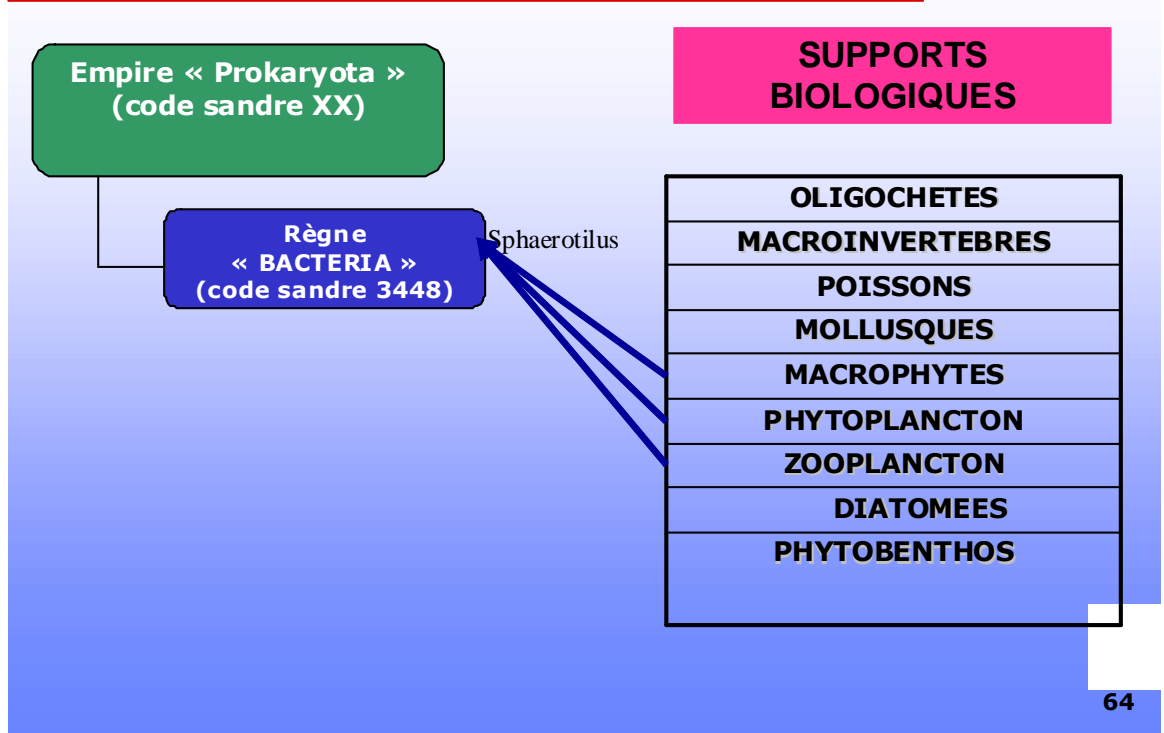 Empire « Prokaryota »
(code sandre XX)
Règne
« BACTERIA »
(code sandre 3448)
Sphaerotilus
SUPPORTS
BIOLOGIQUES
OLIGOCHETES
MACROINVERTEBRES
POISSONS
MOLLUSQUES
MACROPHYTES
PHYTOPLANCTON
ZOOPLANCTON
DIATOMEES
PHYTOBENTHOS
64